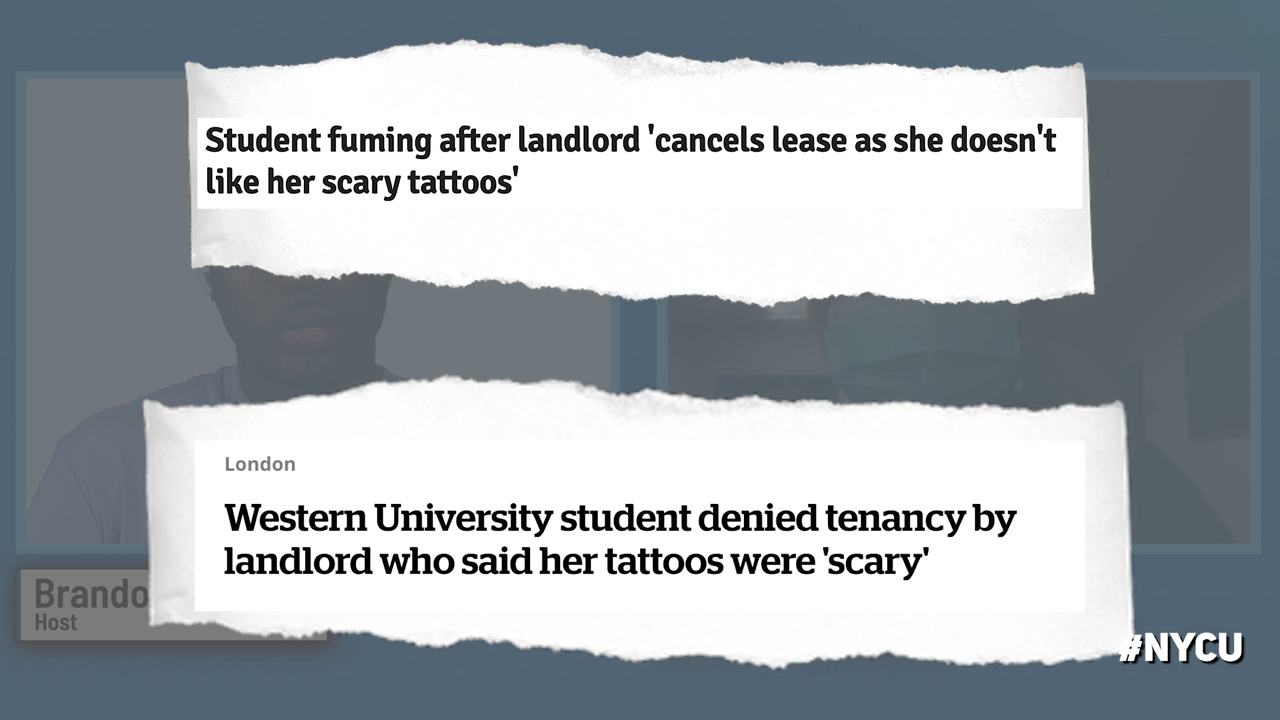 Student fuming after landlord 'cancels lease as she doesn't
like her scary tattoos'
London
Western University student denied tenancy by
landlord who said her tattoos were 'scary'
Brando
Host
#NYCU